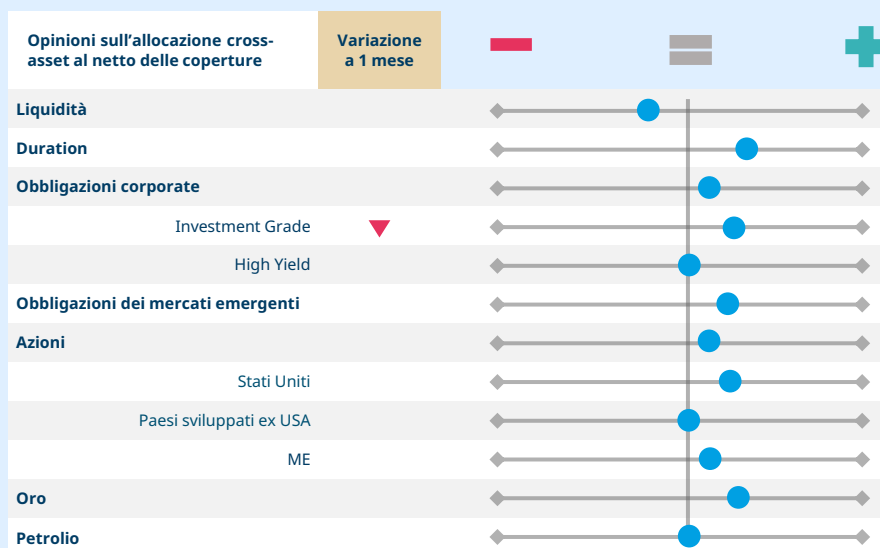 Opinioni sull'allocazione cross-
asset al netto delle coperture
Variazione
a 1 mese
Liquidità
Duration
Obbligazioni corporate
Investment Grade
High Yield
Obbligazioni dei mercati emergenti
Azioni
Stati Uniti
Paesi sviluppati ex USA
ME
Oro
Petrolio